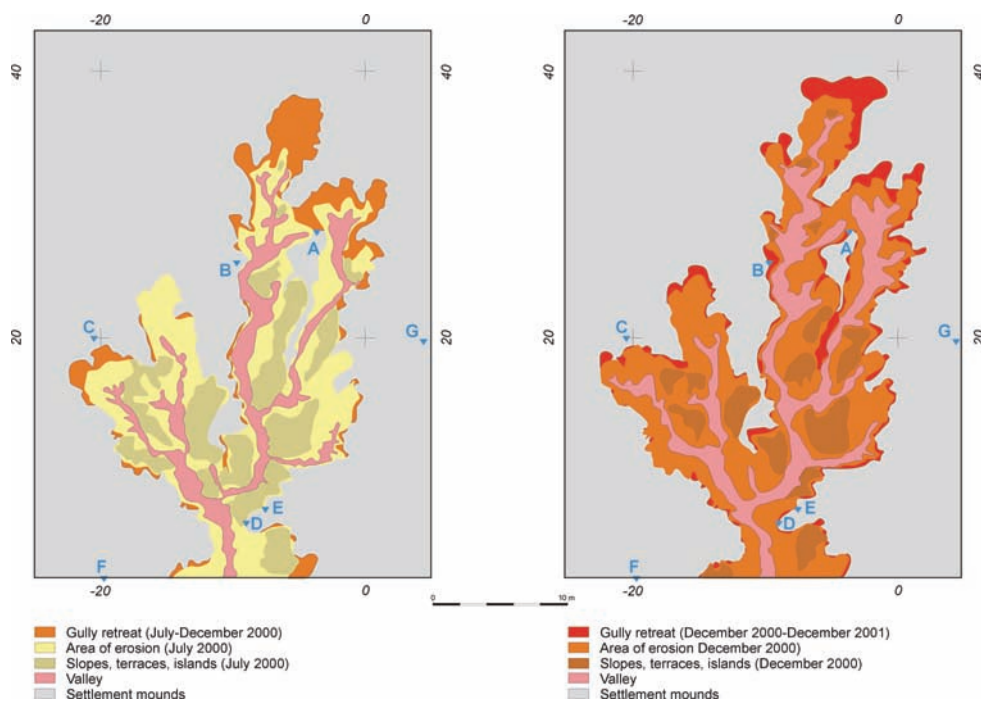 -20 0 -20 0
40 40 40
A A
B B
C G C G
20 20 20
E E
D D
F F
-20 0 -20 0
0 10 m
Gully retreat (July-December 2000)
Area of erosion (July 2000)
Slopes, terraces, islands (July 2000)
Valley
Settlement mounds
Gully retreat (December 2000-December 2001)
Area of erosion December 2000)
Slopes, terraces, islands (December 2000)
Valley
Settlement mounds